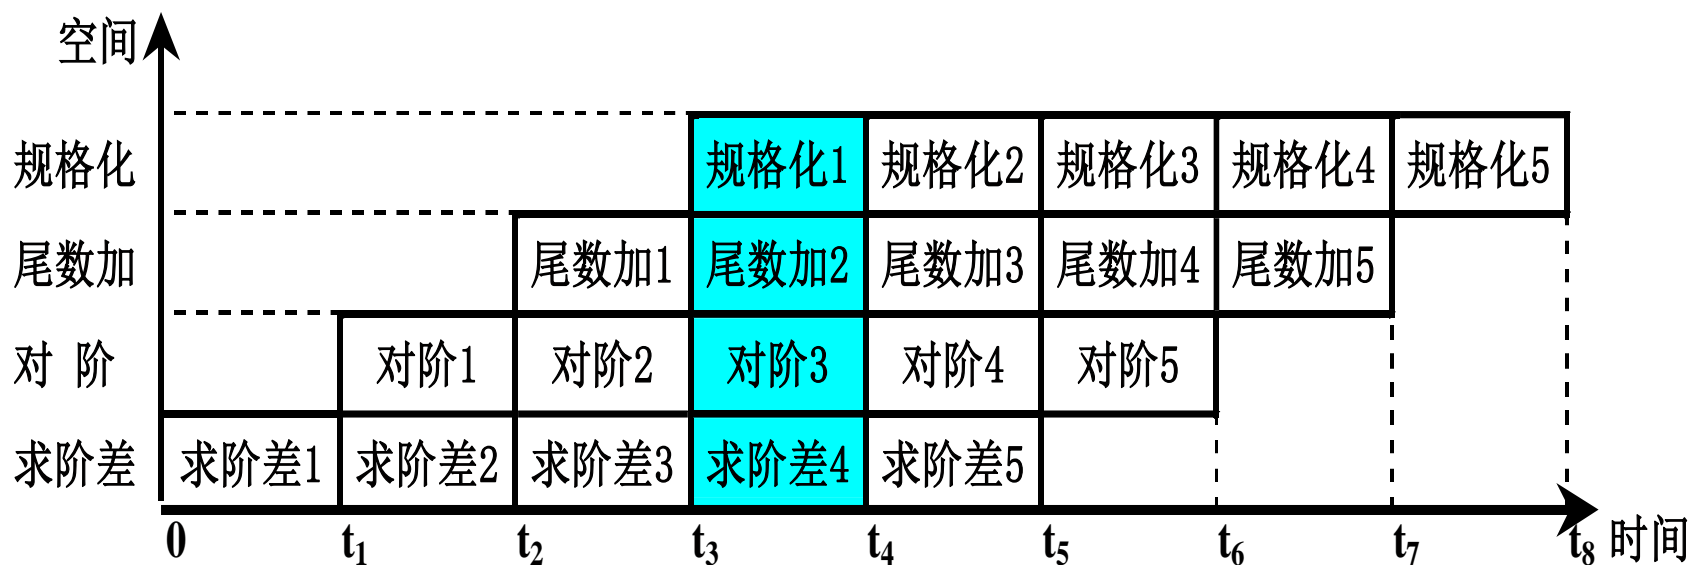 空间
规格化 规格化1 规格化2 规格化3 规格化4 规格化5
尾数加 尾数加1 尾数加2 尾数加3 尾数加4 尾数加5
对 阶 对阶1 对阶2 对阶3 对阶4 对阶5
求阶差 求阶差1 求阶差2 求阶差3 求阶差4 求阶差5
0 t₁ t₂ t₃ t₄ t₅ t₆ t₇ t₈ 时间